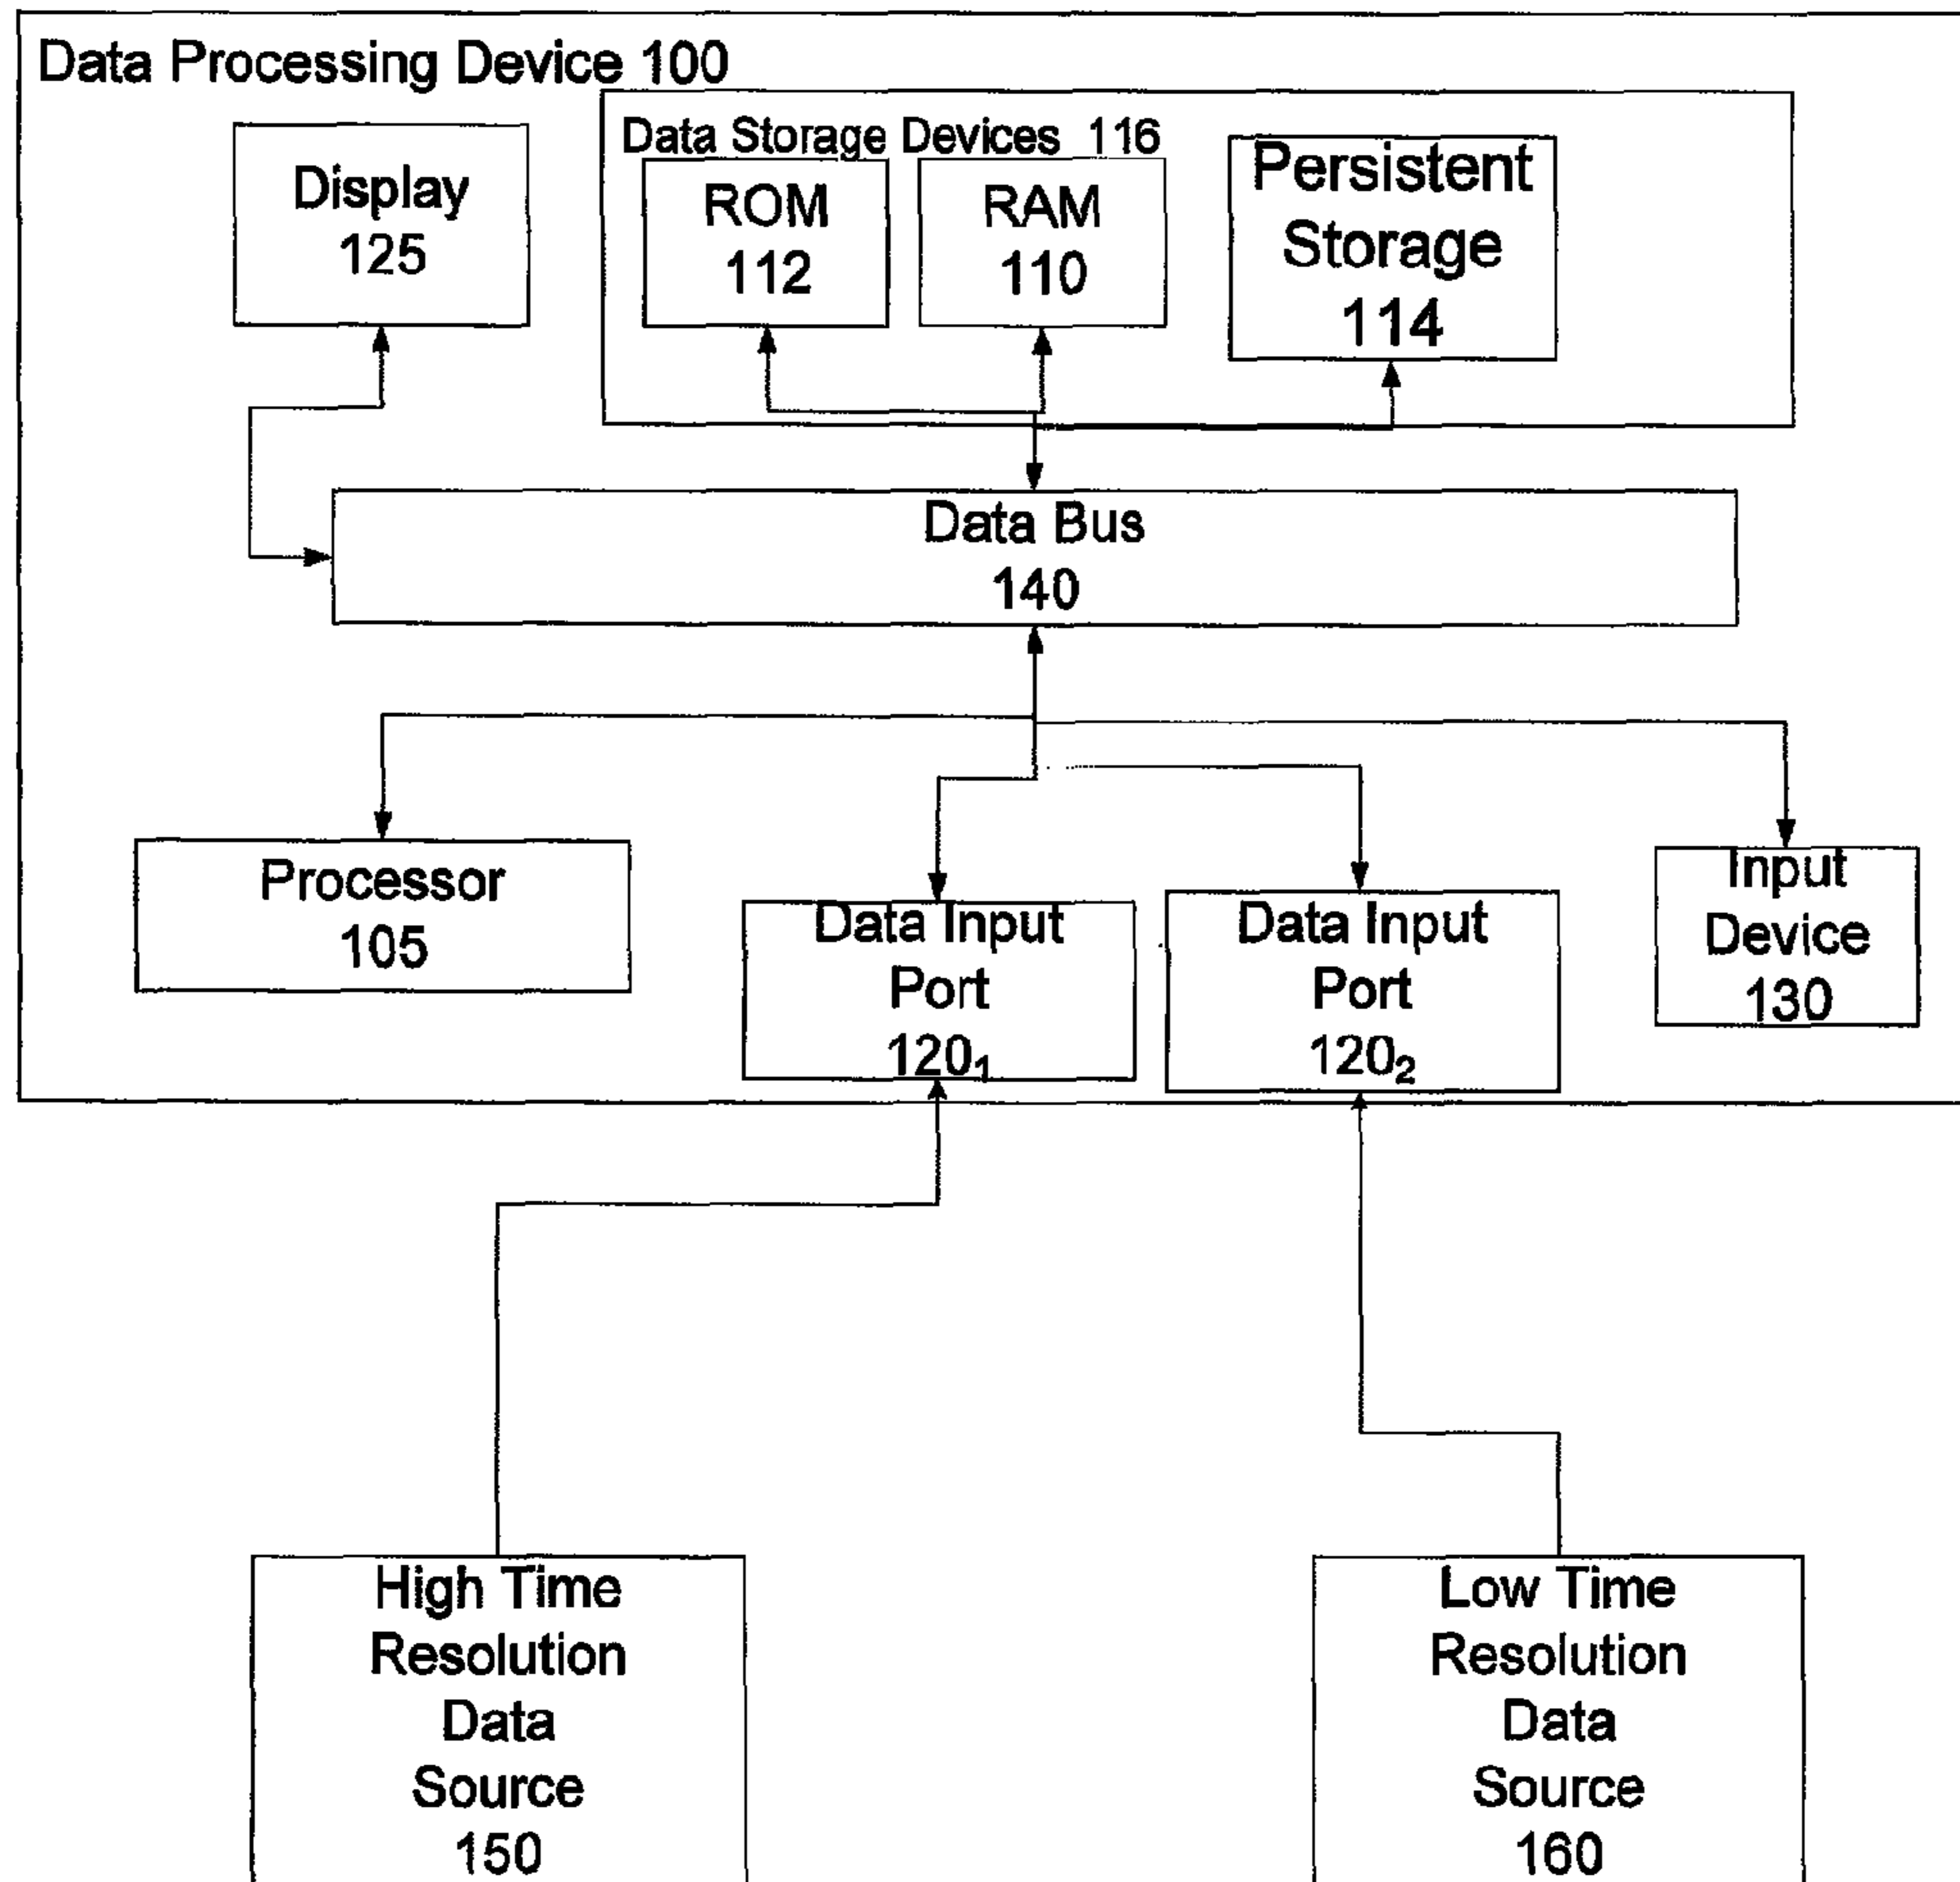 Data Processing Device 100
Display
125
Data Storage Devices 116
ROM
112
RAM
110
Persistent
Storage
114
Data Bus
140
Processor
105
Data Input
Port
120₁
Data Input
Port
120₂
Input
Device
130
High Time
Resolution
Data
Source
150
Low Time
Resolution
Data
Source
160